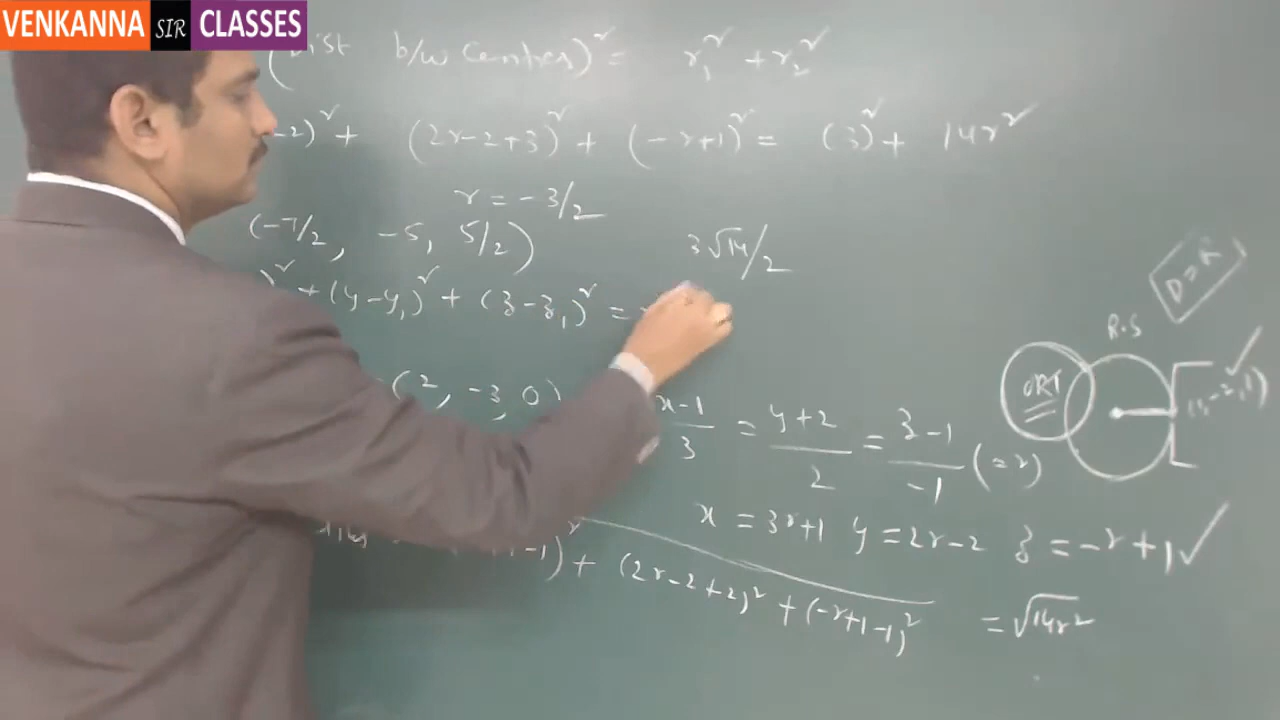 VENKANNA SIR CLASSES
b/w centres)² = r₁² + r₂²
-2)² + (2r-2+3)² + (-r+1)² = (3)² + 14r²
r = -3/2
(-7/2, -5, 5/2)
3√14/2
)² + (y-y₁)² + (z-z₁)² =
D=R
R.S
ORT
(2, -3, 0)
x-1/3 = y+2/2 = z-1/-1 (=r)
x = 3r+1 y = 2r-2 z = -r+1 ✓
-1)² + (2r-2+2)² + (-r+1-1)² = √14r²